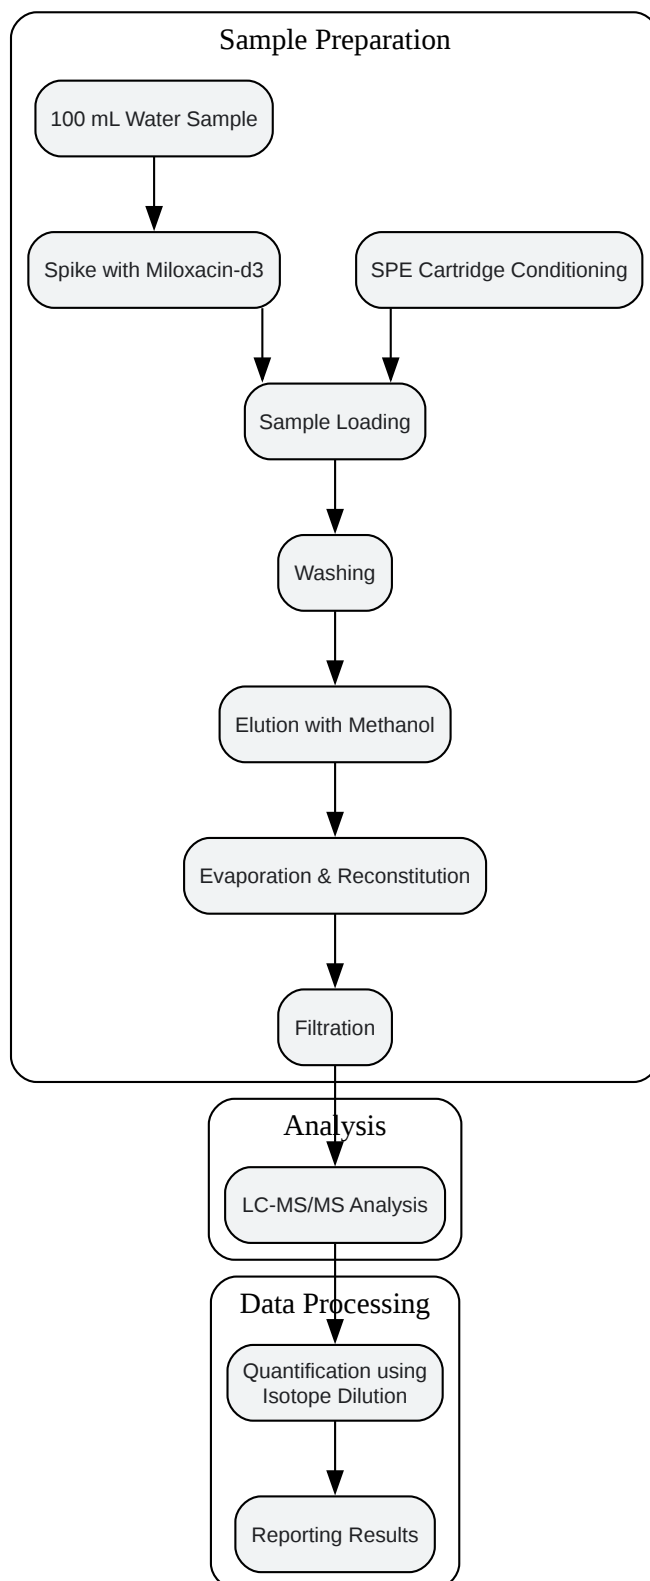 Sample Preparation
100 mL Water Sample
Spike with Miloxacin-d3
SPE Cartridge Conditioning
Sample Loading
Washing
Elution with Methanol
Evaporation & Reconstitution
Filtration
Analysis
LC-MS/MS Analysis
Data Processing
Quantification using
Isotope Dilution
Reporting Results